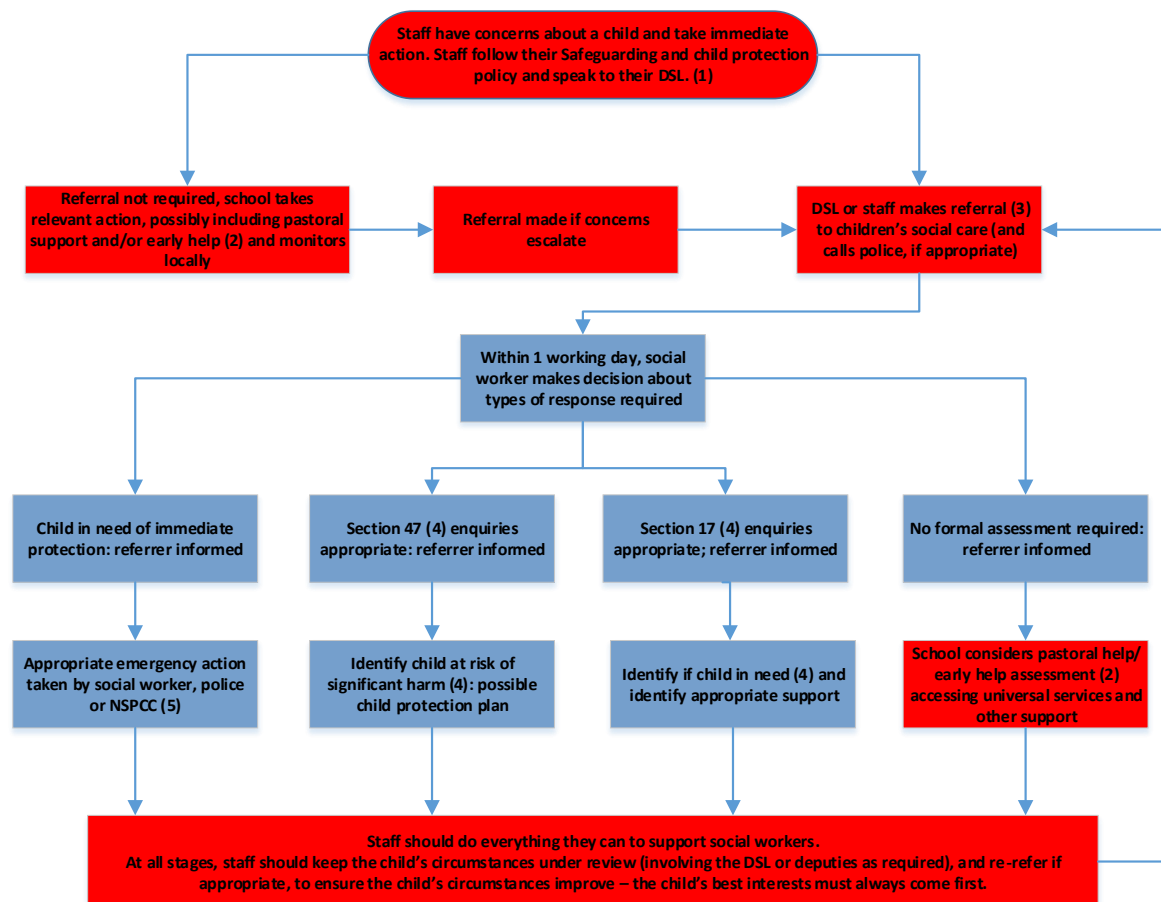 Staff have concerns about a child and take immediate
action. Staff follow their Safeguarding and child protection
policy and speak to their DSL. (1)
Referral not required, school takes
relevant action, possibly including pastoral
support and/or early help (2) and monitors
locally
Referral made if concerns
escalate
DSL or staff makes referral (3)
to children’s social care (and
calls police, if appropriate)
Within 1 working day, social
worker makes decision about
types of response required
Child in need of immediate
protection: referrer informed
Section 47 (4) enquiries
appropriate: referrer informed
Section 17 (4) enquiries
appropriate; referrer informed
No formal assessment required:
referrer informed
Appropriate emergency action
taken by social worker, police
or NSPCC (5)
Identify child at risk of
significant harm (4): possible
child protection plan
Identify if child in need (4) and
identify appropriate support
School considers pastoral help/
early help assessment (2)
accessing universal services and
other support
Staff should do everything they can to support social workers.
At all stages, staff should keep the child’s circumstances under review (involving the DSL or deputies as required), and re-refer if
appropriate, to ensure the child’s circumstances improve – the child’s best interests must always come first.